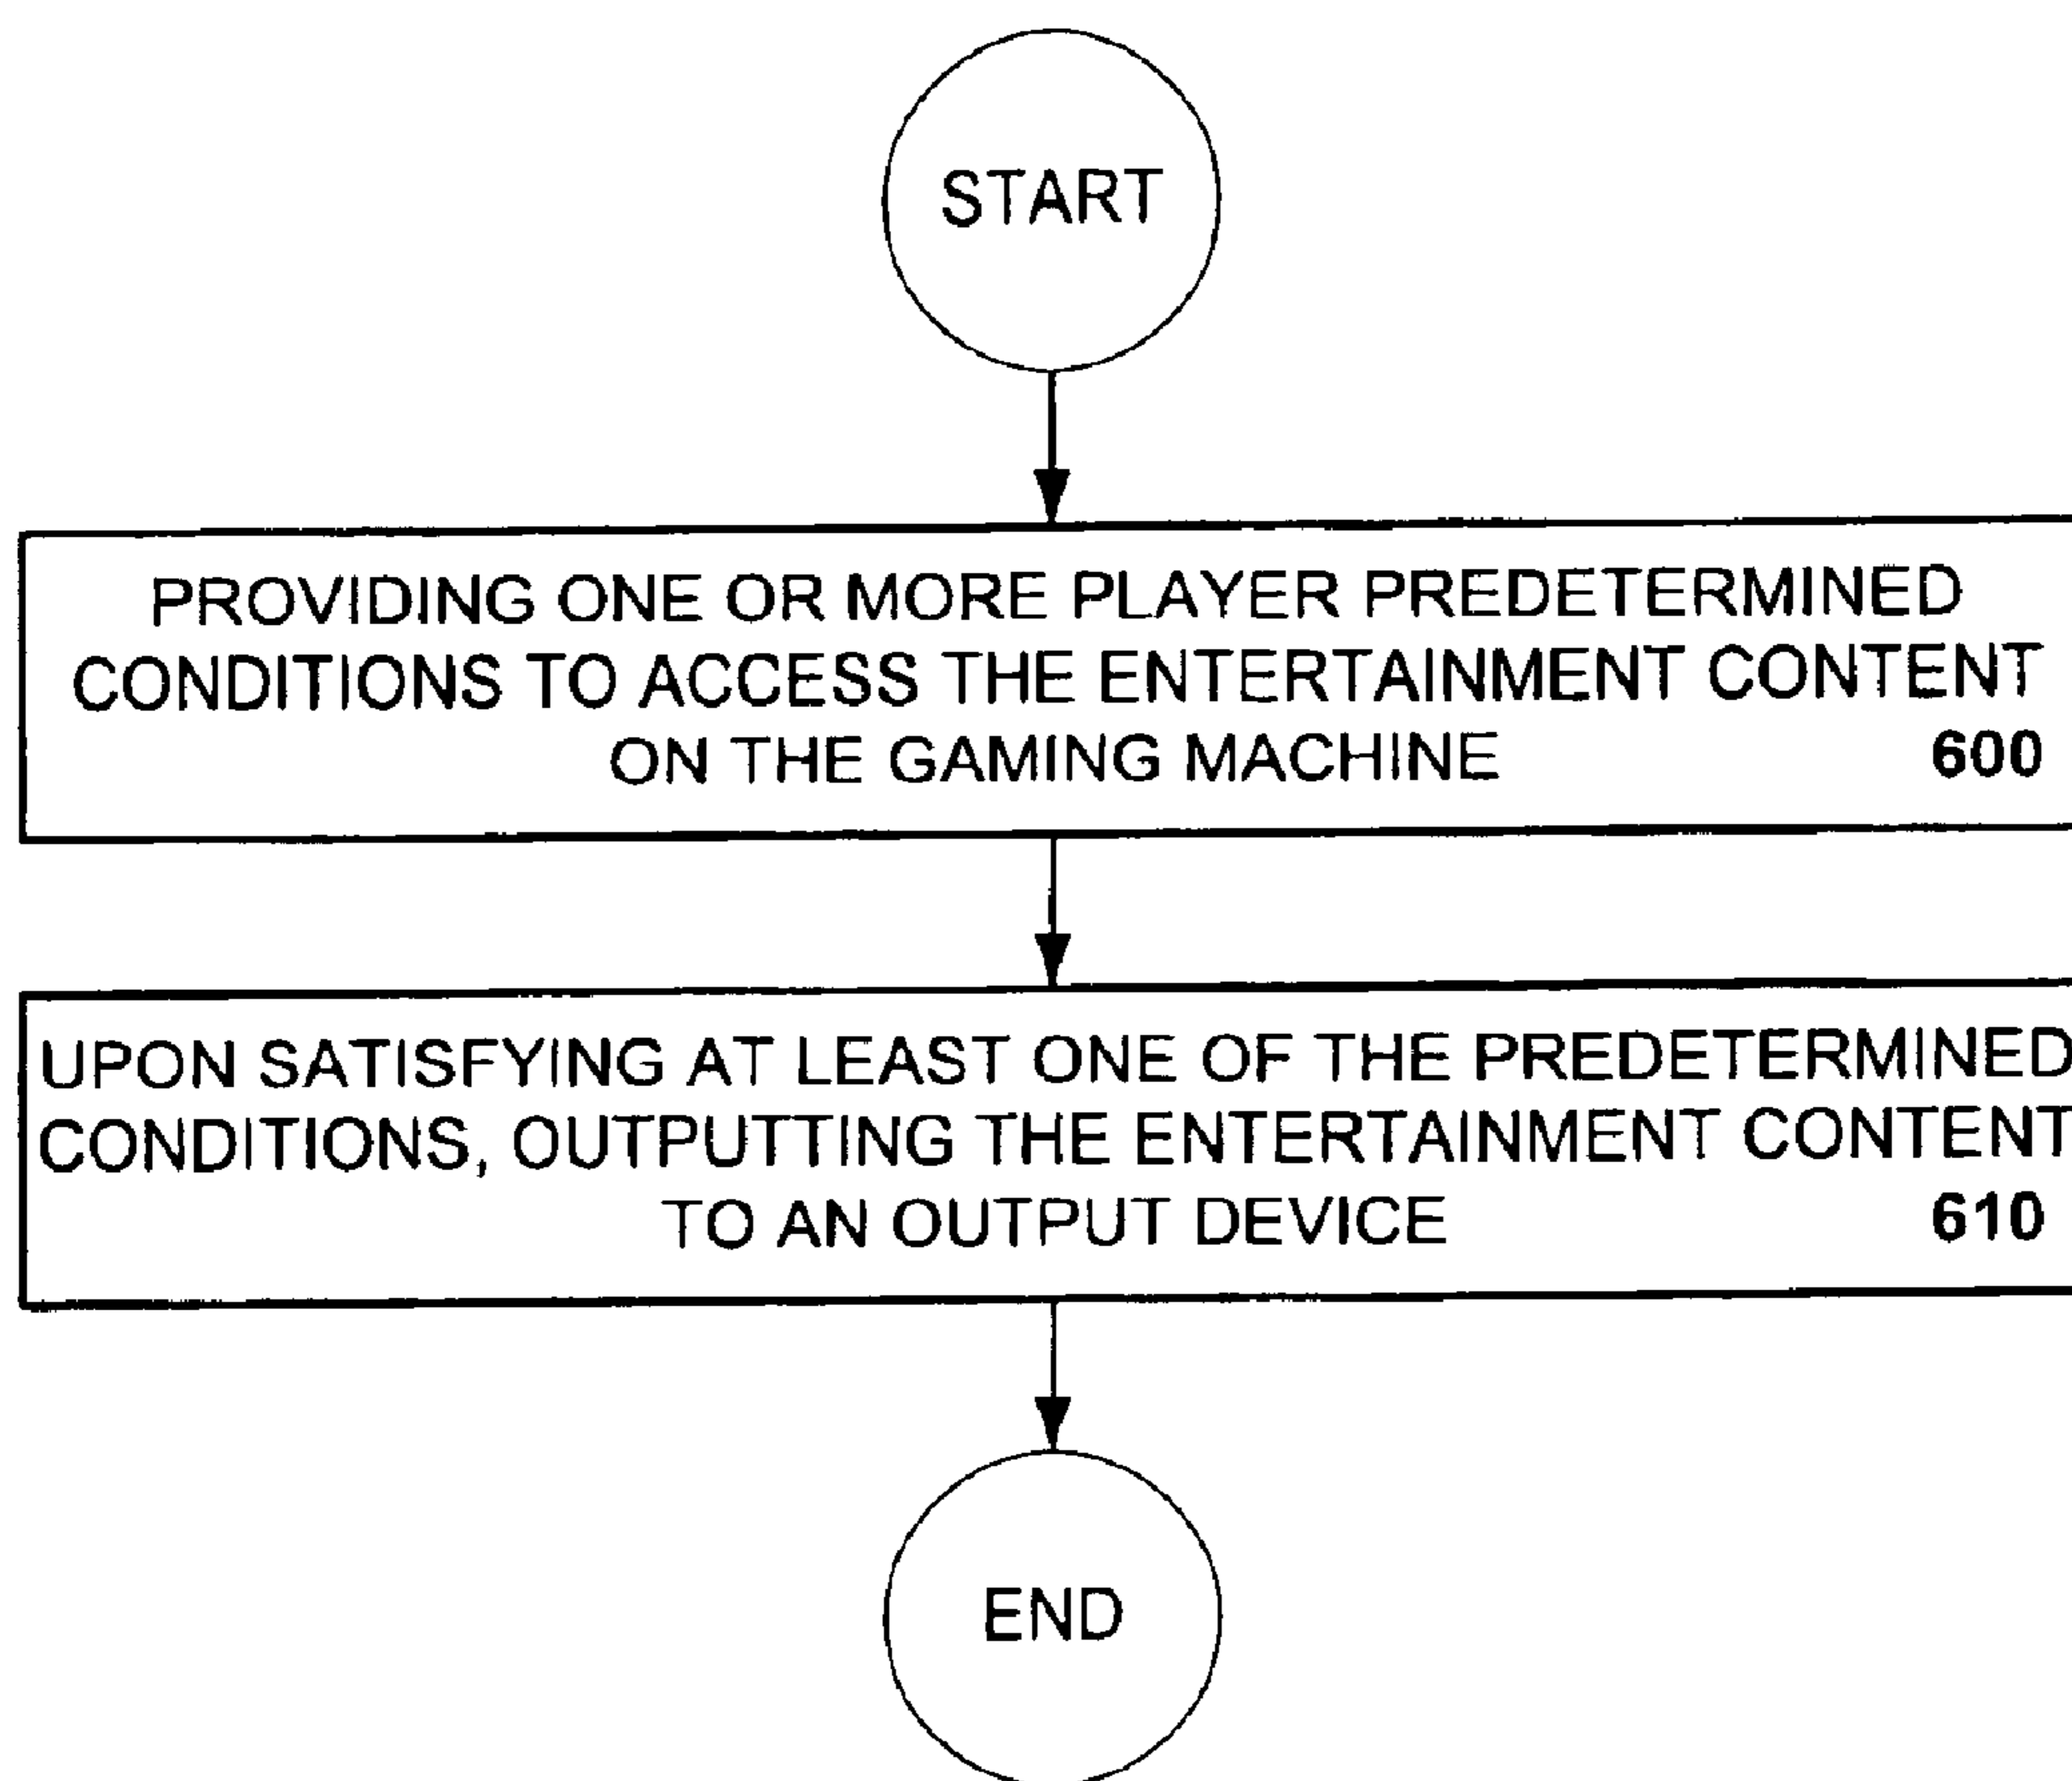 START
PROVIDING ONE OR MORE PLAYER PREDETERMINED
CONDITIONS TO ACCESS THE ENTERTAINMENT CONTENT
ON THE GAMING MACHINE 600
UPON SATISFYING AT LEAST ONE OF THE PREDETERMINED
CONDITIONS, OUTPUTTING THE ENTERTAINMENT CONTENT
TO AN OUTPUT DEVICE 610
END